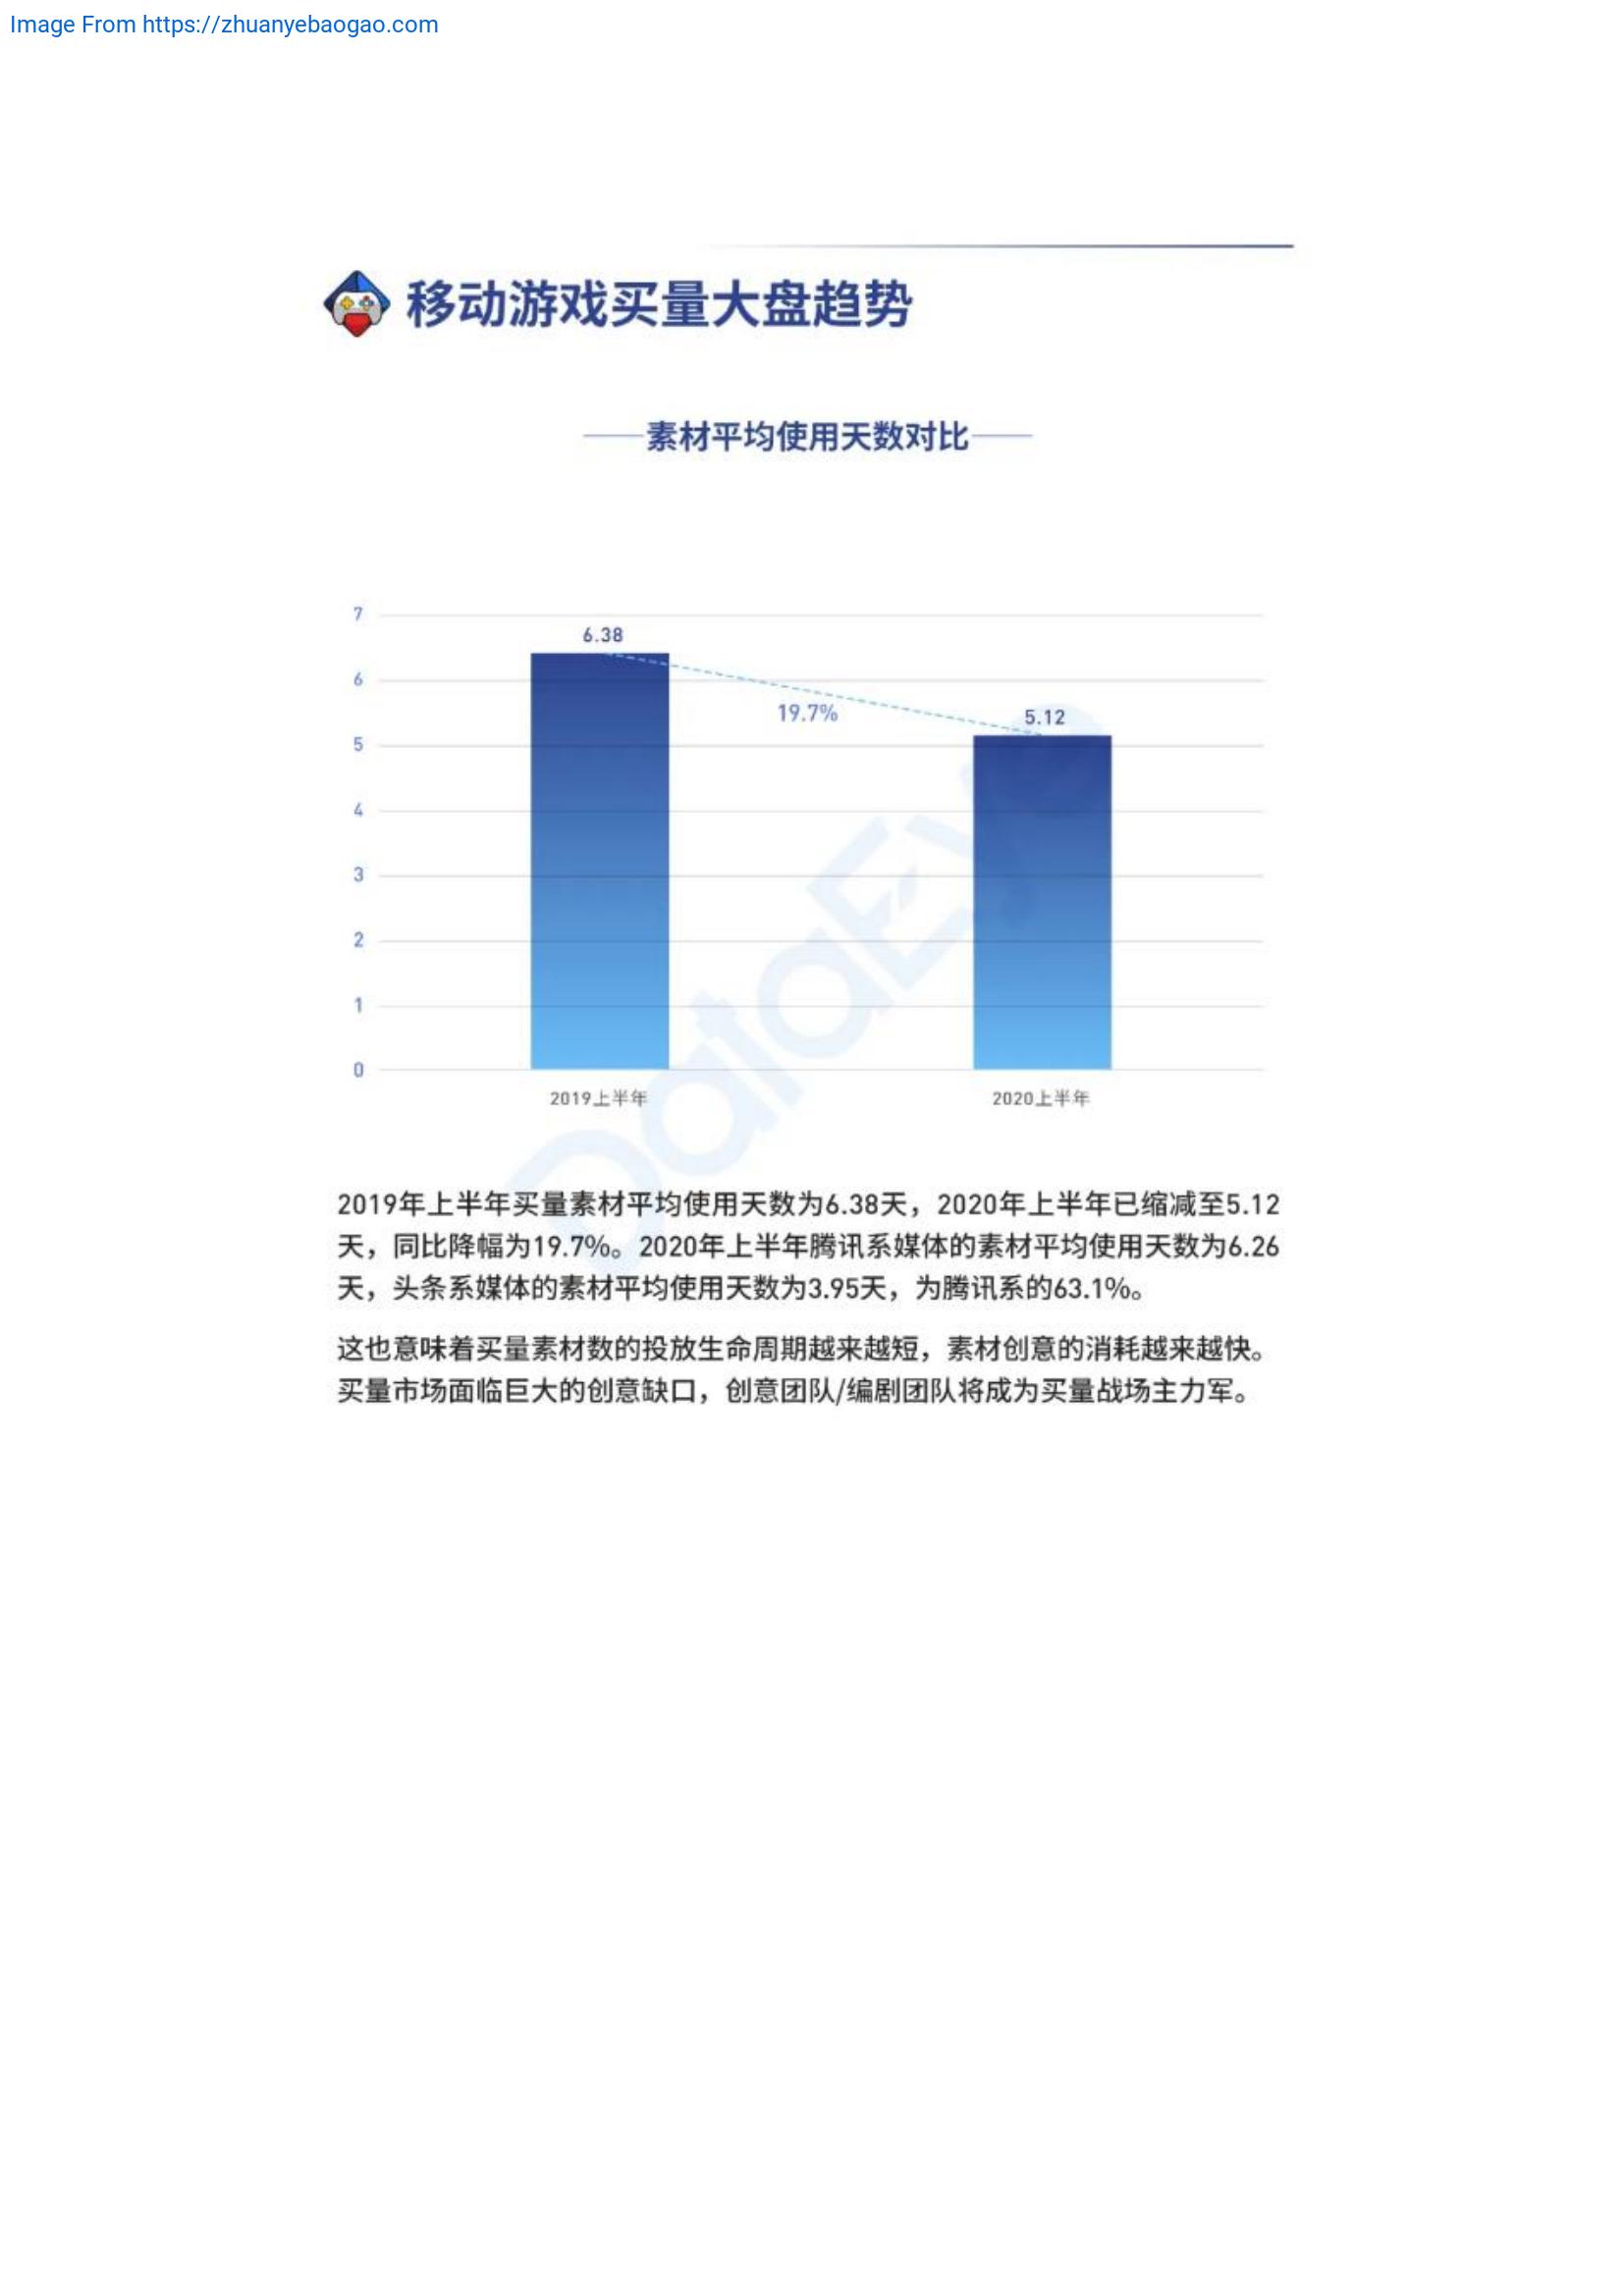 Image From https://zhuanyebaogao.com
移动游戏买量大盘趋势
素材平均使用天数对比
7
6.38
6
19.7%
5.12
5
4
3
2
1
0
2019上半年
2020上半年
DataEye
2019年上半年买量素材平均使用天数为6.38天，2020年上半年已缩减至5.12
天，同比降幅为19.7%。2020年上半年腾讯系媒体的素材平均使用天数为6.26
天，头条系媒体的素材平均使用天数为3.95天，为腾讯系的63.1%。
这也意味着买量素材数的投放生命周期越来越短，素材创意的消耗越来越快。
买量市场面临巨大的创意缺口，创意团队/编剧团队将成为买量战场主力军。